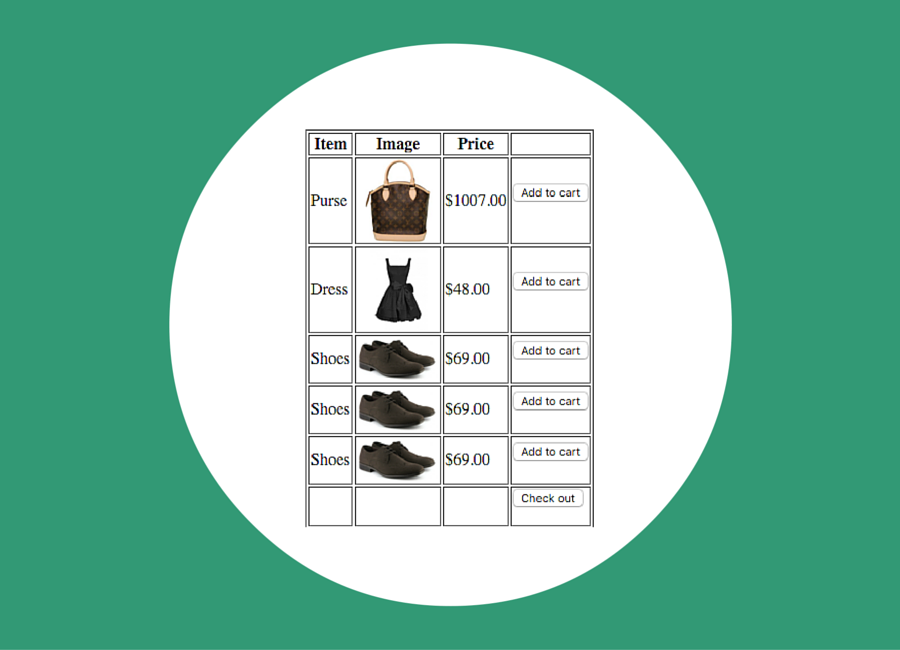 Item Image Price
Purse $1007.00 Add to cart
Dress $48.00 Add to cart
Shoes $69.00 Add to cart
Shoes $69.00 Add to cart
Shoes $69.00 Add to cart
Check out